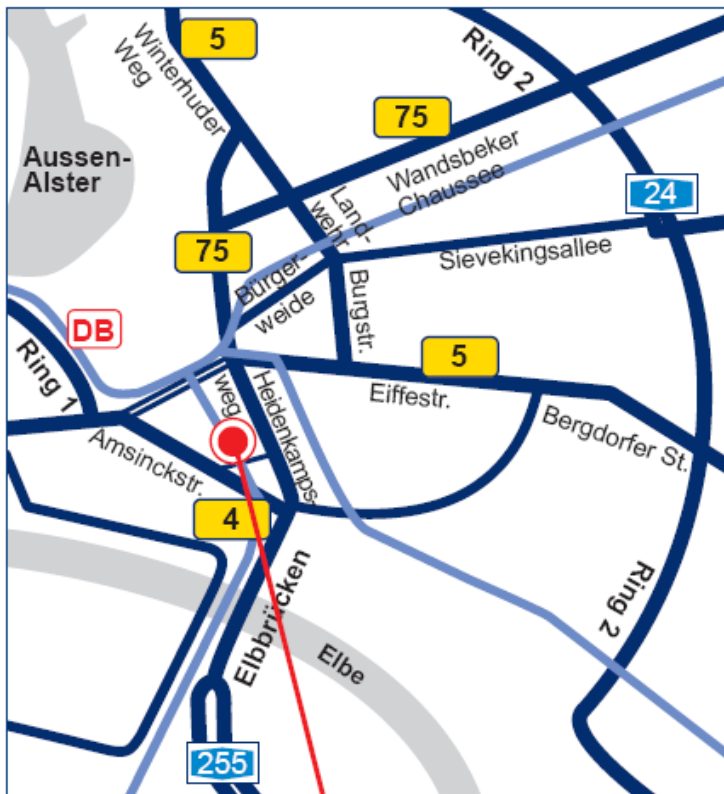 5
Winterhuder
Weg
Ring 2
75
Wandsbeker
Chaussee
Aussen-
Alster
24
Land-
wehr
75
Sievekingsallee
Bürger-
weide
Burgstr.
DB
Ring 1
5
Eiffestr.
Heidenkamps-
weg
Bergdorfer St.
Amsinckstr.
4
Elbbrücken
Ring 2
Elbe
255